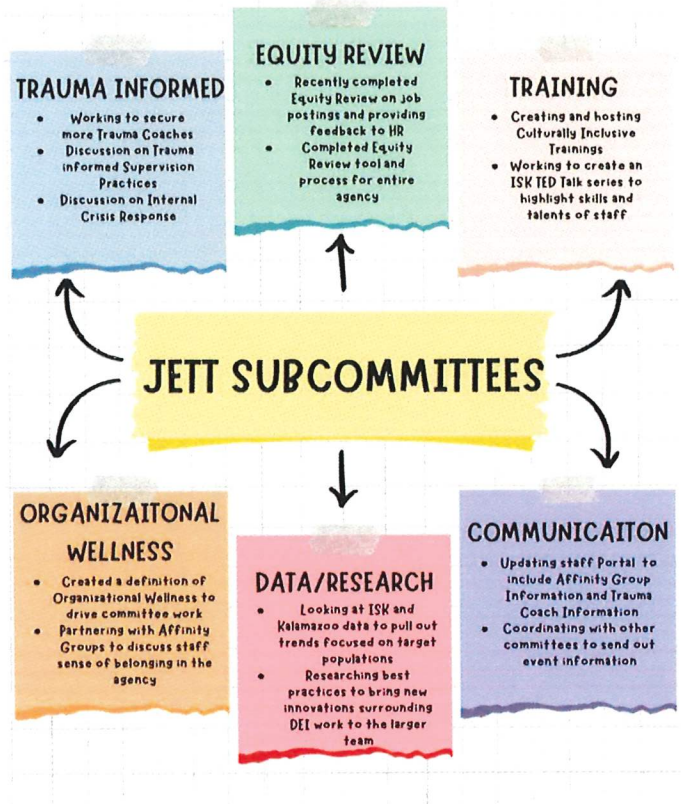 TRAUMA INFORMED
• Working to secure
more Trauma Coaches
• Discussion on Trauma
informed Supervision
Practices
• Discussion on Internal
Crisis Response
EQUITY REVIEW
• Recently completed
Equity Review on job
postings and providing
feedback to HR
• Completed Equity
Review tool and
process for entire
agency
TRAINING
• Creating and hosting
Culturally Inclusive
Trainings
• Working to create an
ISK TED Talk series to
highlight skills and
talents of staff
JETT SUBCOMMITTEES
ORGANIZAITONAL
WELLNESS
• Created a definition of
Organizational Wellness to
drive committee work
• Partnering with Affinity
Groups to discuss staff
sense of belonging in the
agency
DATA/RESEARCH
• Looking at ISK and
Kalamazoo data to pull out
trends focused on target
populations
• Researching best
practices to bring new
innovations surrounding
DEI work to the larger
team
COMMUNICAITON
• Updating staff Portal to
include Affinity Group
Information and Trauma
Coach Information
• Coordinating with other
committees to send out
event information